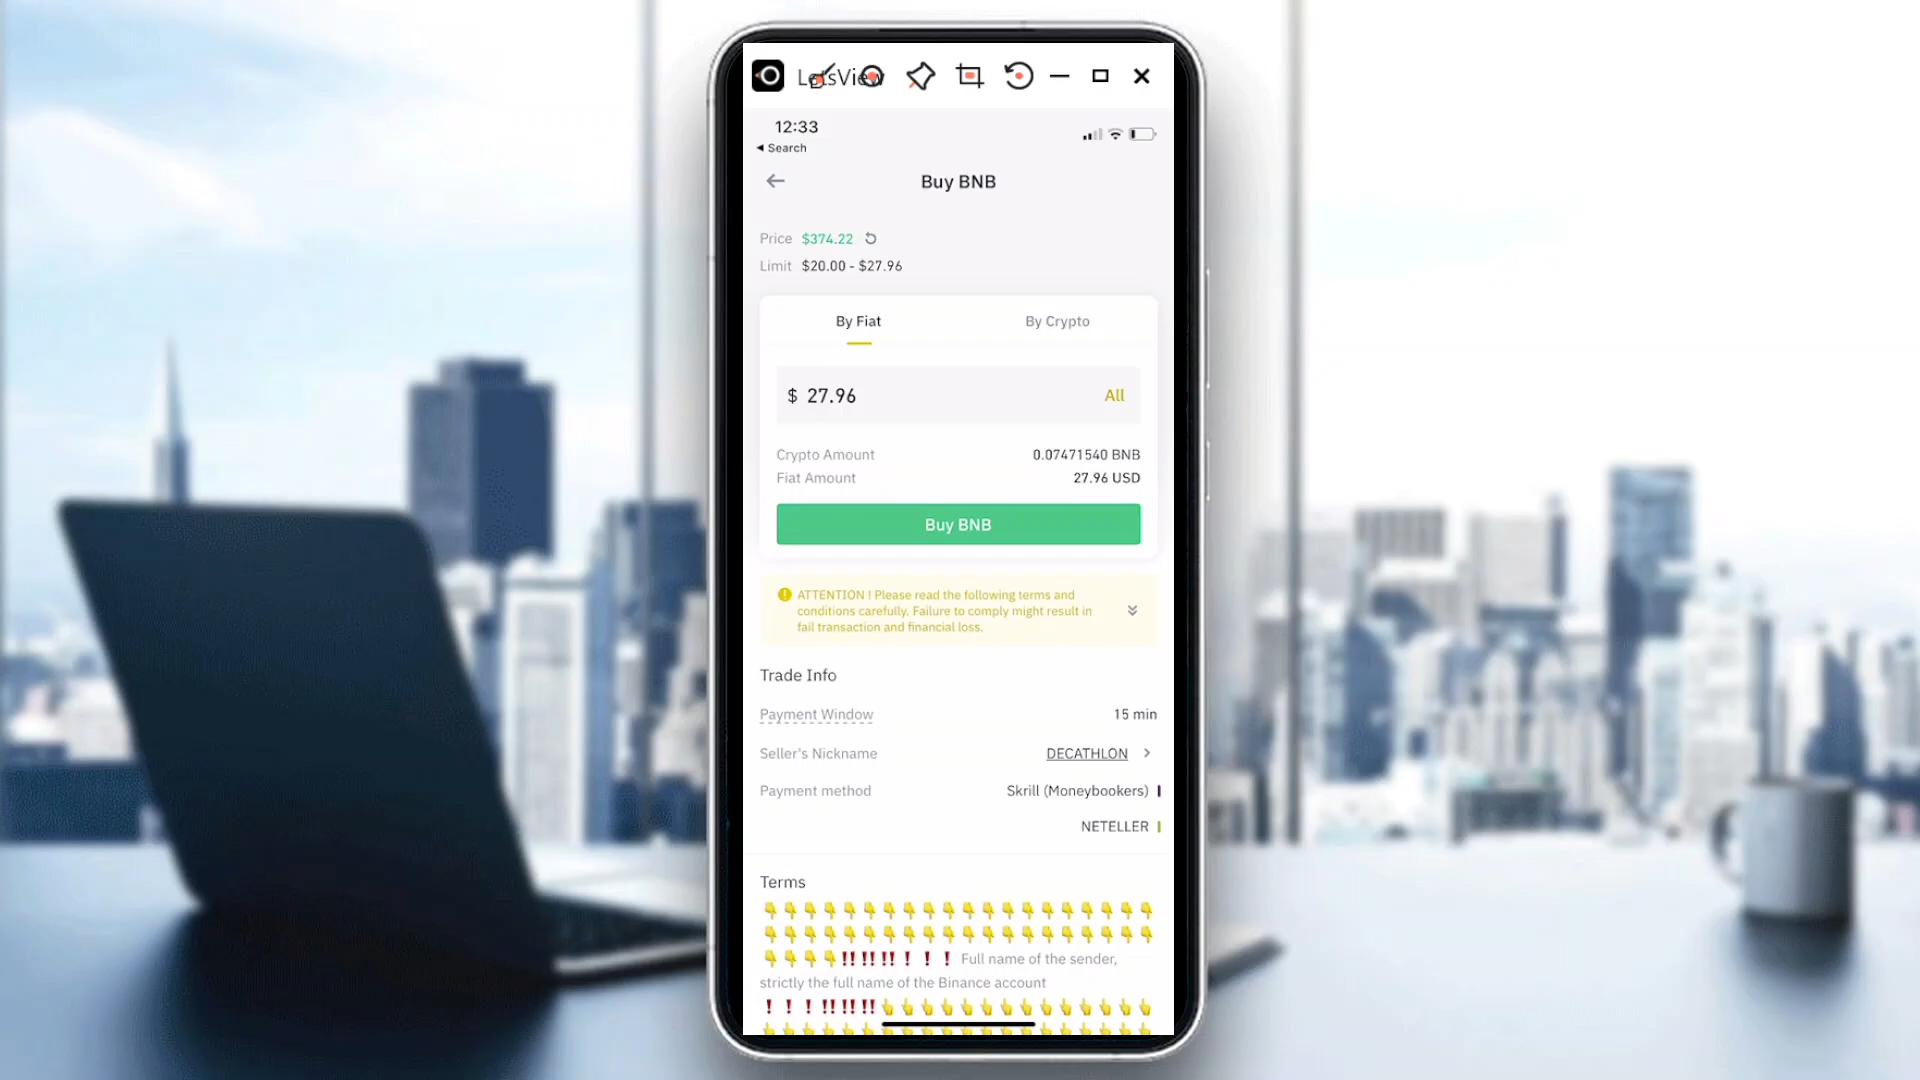 LetsView
12:33
Search
Buy BNB
Price $374.22
Limit $20.00 - $27.96
By Fiat By Crypto
$ 27.96 All
Crypto Amount 0.07471540 BNB
Fiat Amount 27.96 USD
Buy BNB
ATTENTION ! Please read the following terms and
conditions carefully. Failure to comply might result in
fail transaction and financial loss.
Trade Info
Payment Window 15 min
Seller's Nickname DECATHLON
Payment method Skrill (Moneybookers)
NETELLER
Terms
👇👇👇👇👇👇👇👇👇👇👇👇👇👇👇👇👇👇👇👇
👇👇👇👇👇👇👇👇👇👇👇👇👇👇👇👇👇👇👇👇
👇👇👇👇‼️‼️‼️❗❗❗ Full name of the sender,
strictly the full name of the Binance account
❗❗❗‼️‼️‼️👆👆👆👆👆👆👆👆👆👆👆👆👆👆